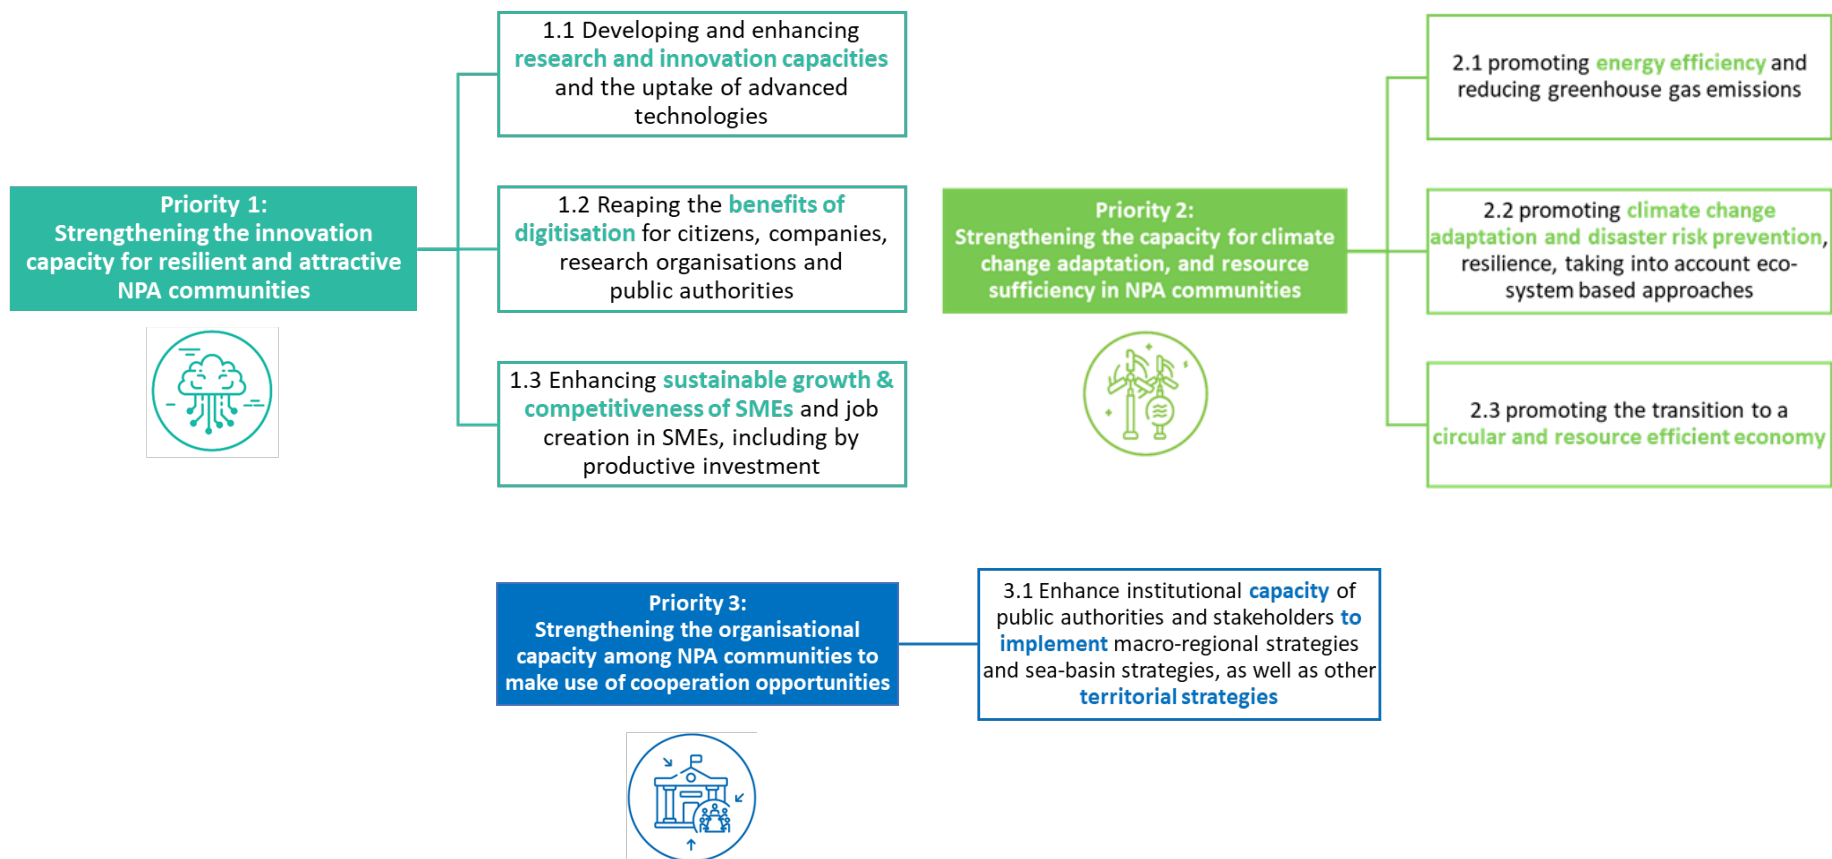 Priority 1:
Strengthening the innovation
capacity for resilient and attractive
NPA communities
1.1 Developing and enhancing
research and innovation capacities
and the uptake of advanced
technologies
1.2 Reaping the benefits of
digitisation for citizens, companies,
research organisations and
public authorities
1.3 Enhancing sustainable growth &
competitiveness of SMEs and job
creation in SMEs, including by
productive investment
Priority 2:
Strengthening the capacity for climate
change adaptation, and resource
sufficiency in NPA communities
2.1 promoting energy efficiency and
reducing greenhouse gas emissions
2.2 promoting climate change
adaptation and disaster risk prevention,
resilience, taking into account eco-
system based approaches
2.3 promoting the transition to a
circular and resource efficient economy
Priority 3:
Strengthening the organisational
capacity among NPA communities to
make use of cooperation opportunities
3.1 Enhance institutional capacity of
public authorities and stakeholders to
implement macro-regional strategies
and sea-basin strategies, as well as other
territorial strategies